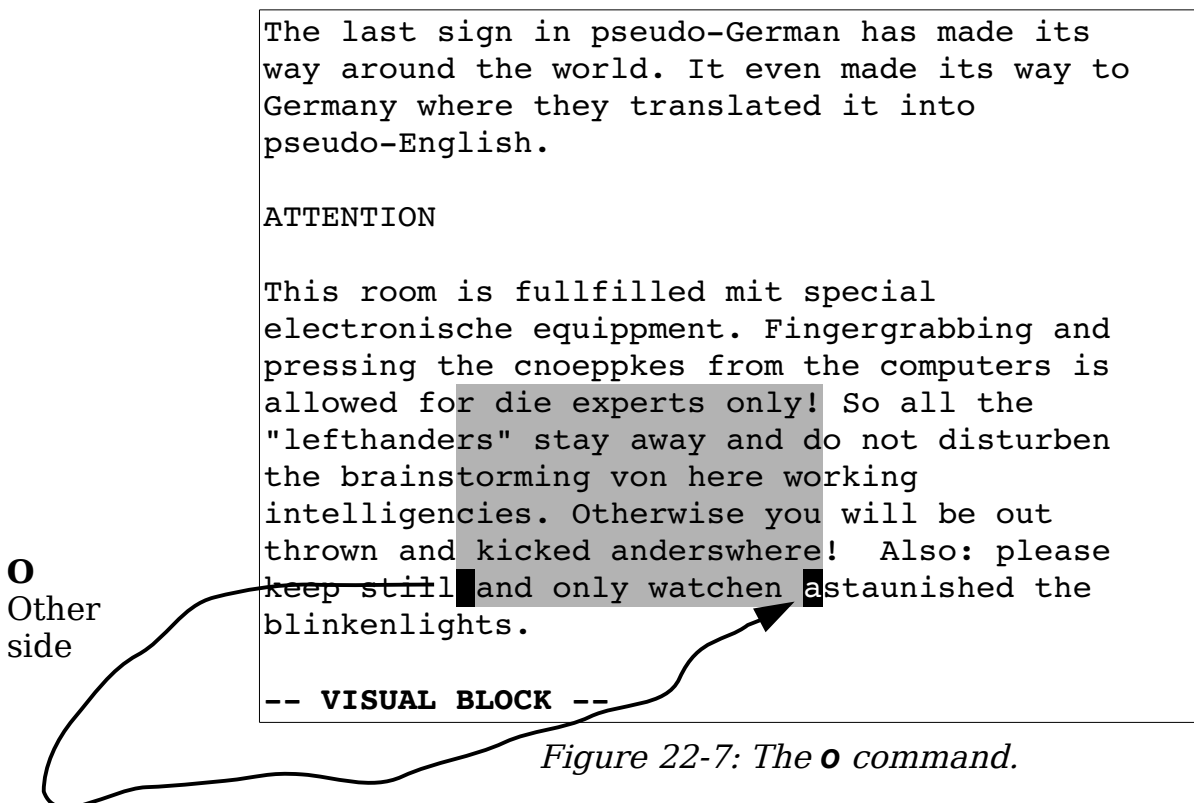 The last sign in pseudo-German has made its
way around the world. It even made its way to
Germany where they translated it into
pseudo-English.
ATTENTION
This room is fullfilled mit special
electronische equippment. Fingergrabbing and
pressing the cnoeppkes from the computers is
allowed for die experts only! So all the
"lefthanders" stay away and do not disturben
the brainstorming von here working
intelligencies. Otherwise you will be out
thrown and kicked anderswhere!  Also: please
keep still and only watchen astaunished the
blinkenlights.
-- VISUAL BLOCK --
O
Other
side
Figure 22-7: The o command.